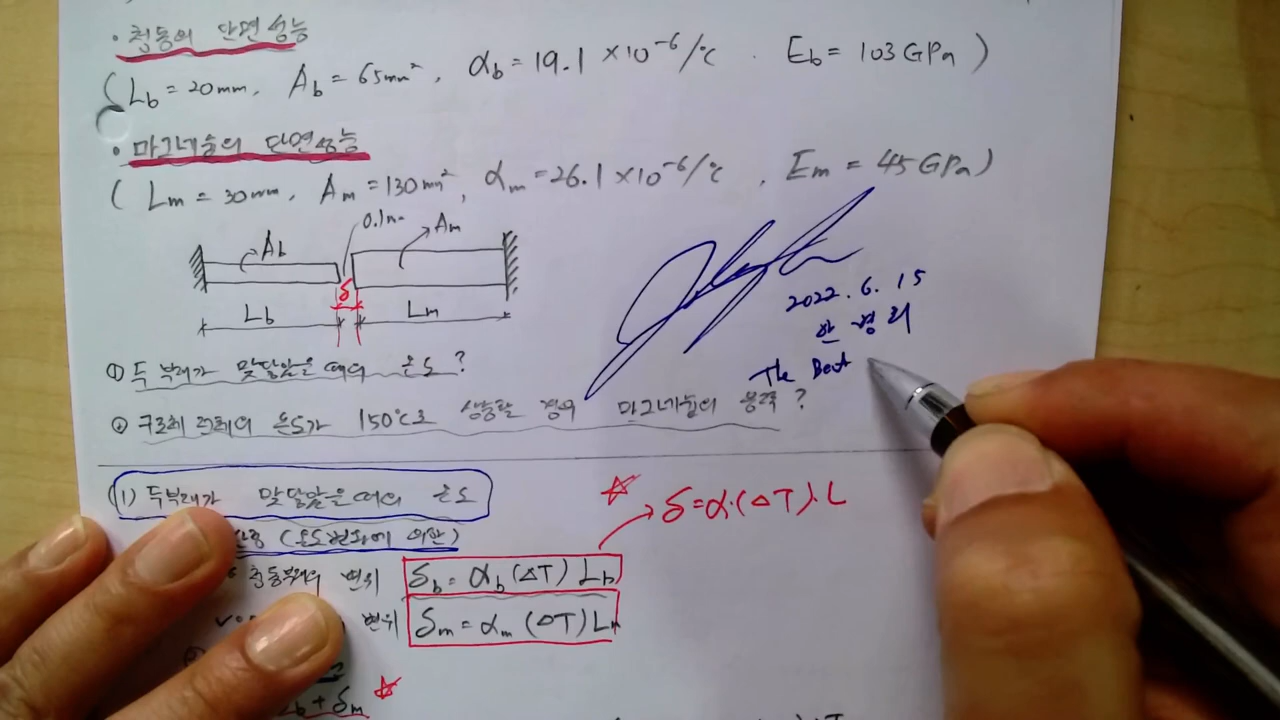 • 청동의 단면성능
( Lb = 20mm, Ab = 65mm², αb = 19.1 ×10⁻⁶/℃. Eb = 103 GPa )
• 마그네슘의 단면성능
( Lm = 30mm, Am = 130mm², αm = 26.1 ×10⁻⁶/℃, Em = 45 GPa )
0.1m
Ab
Am
δ
Lb
Lm
2022. 6. 15
The Best
① 두 부재가 맞닿았을 때의 온도?
② 구조체 전체의 온도가 150℃로 상승할 경우 마그네슘의 응력?
(1) 두부재가 맞닿았을 때의 온도
☆ → δ=α·(ΔT)·L
(온도변화에 의한)
청동부재의 변위 δb = αb (ΔT) Lb
변위 δm = αm (ΔT) L
+ δm ☆